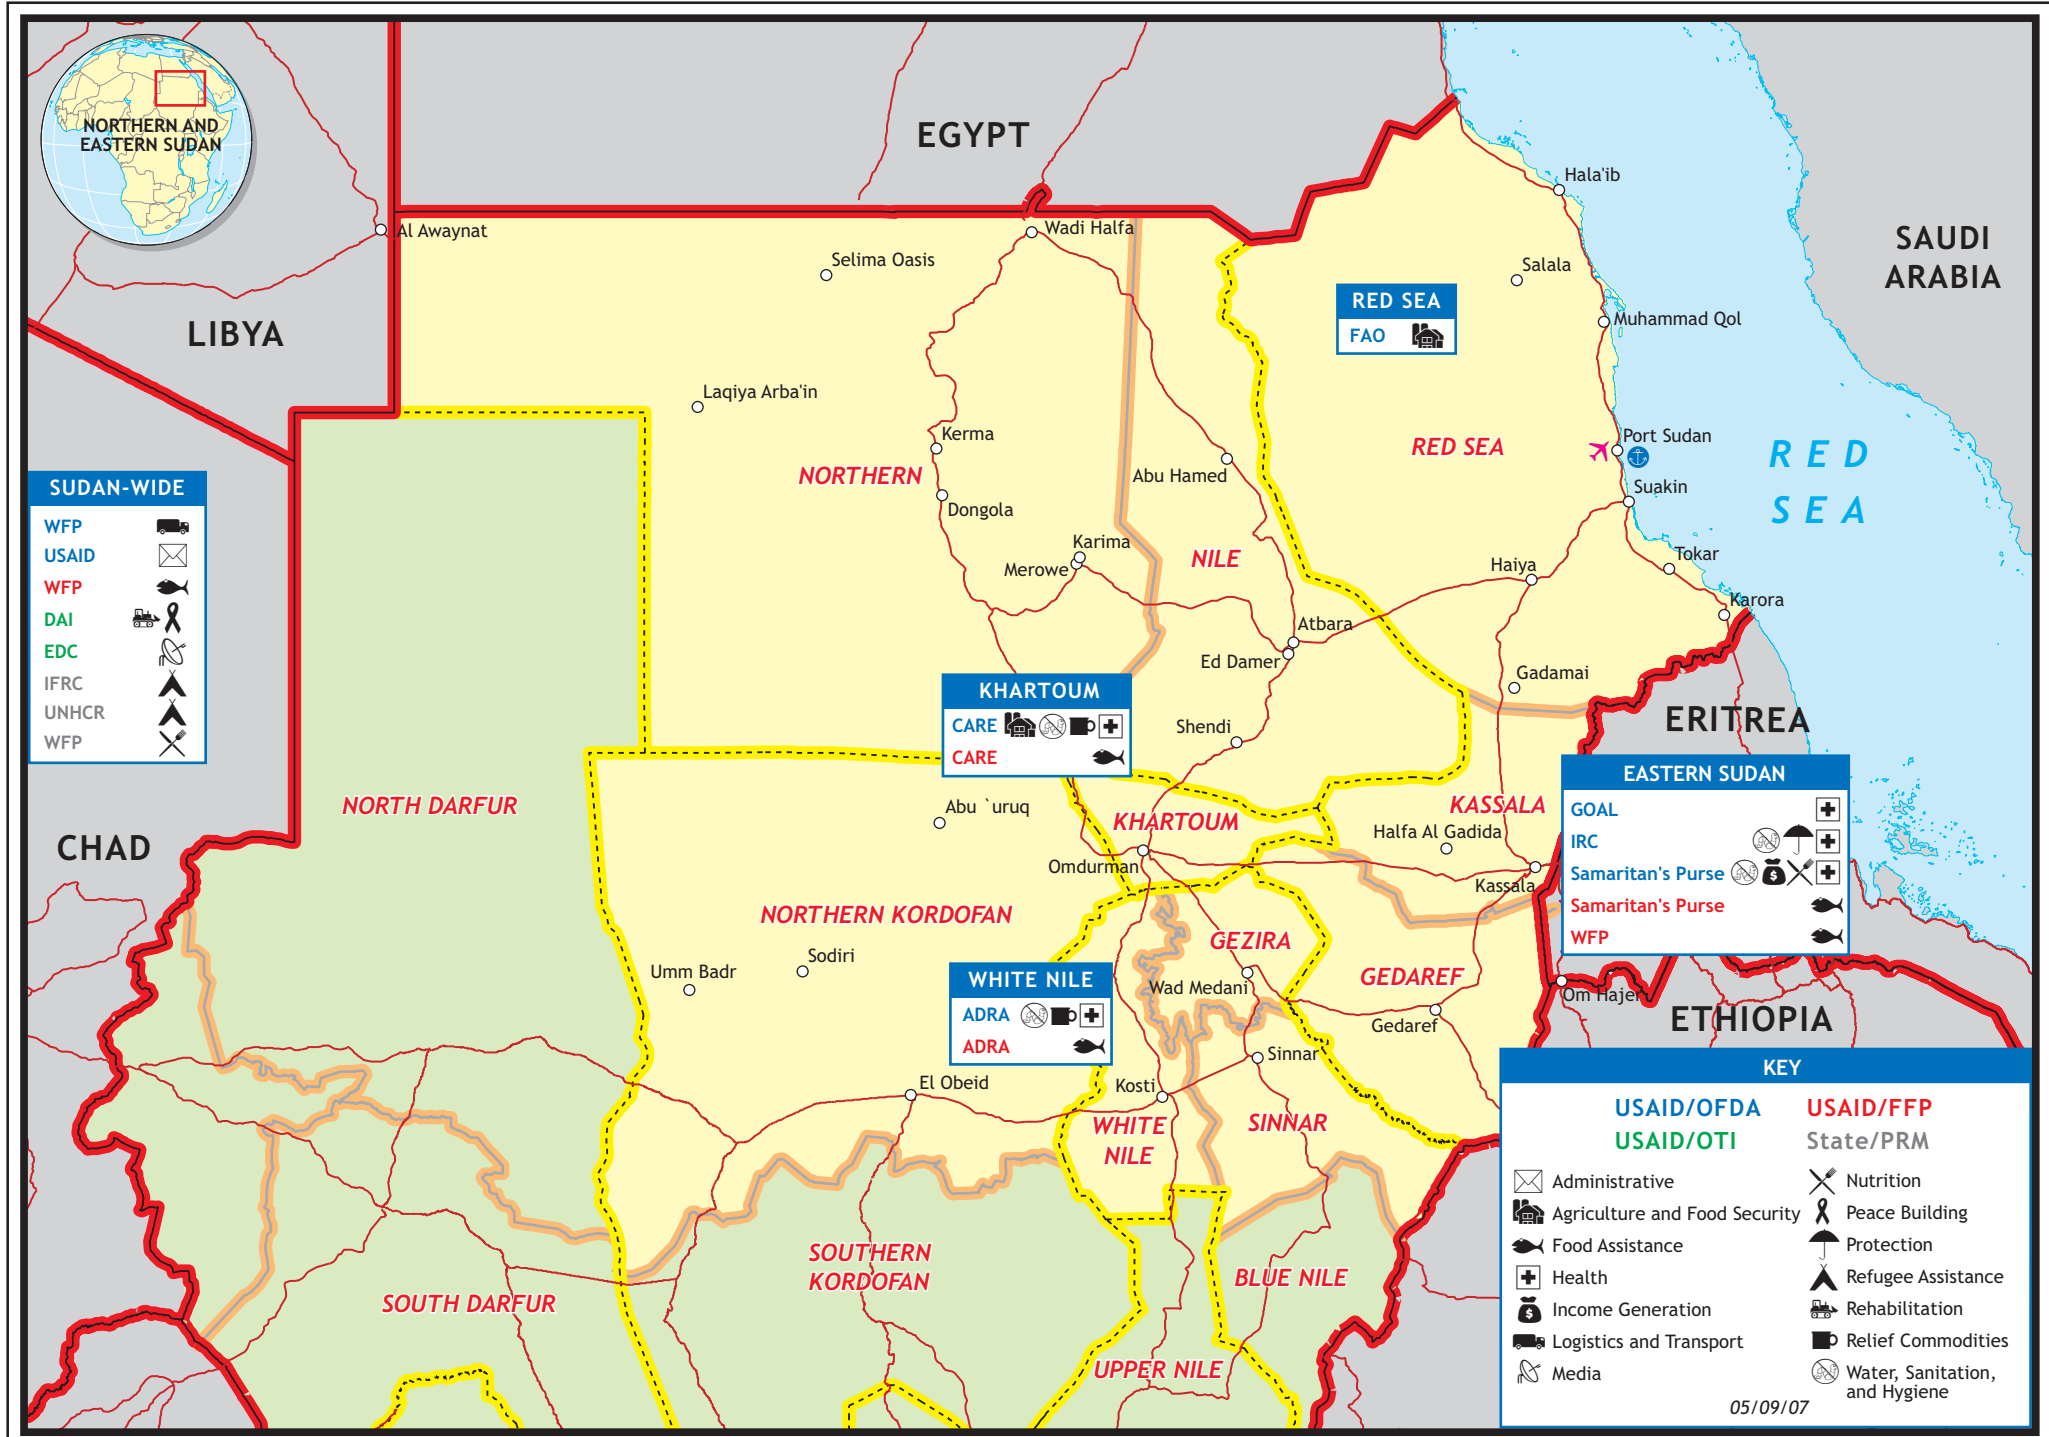 NORTHERN AND
EASTERN SUDAN
EGYPT
LIBYA
SAUDI
ARABIA
CHAD
ERITREA
ETHIOPIA
RED
SEA
Al Awaynat
Wadi Halfa
Selima Oasis
Laqiya Arba'in
Kerma
Dongola
Karima
Merowe
Abu Hamed
Atbara
Ed Damer
Shendi
Hala'ib
Salala
Muhammad Qol
Port Sudan
Suakin
Tokar
Haiya
Karora
Gadamai
Halfa Al Gadida
Kassala
Omdurman
Abu `uruq
Umm Badr
Sodiri
El Obeid
Kosti
Wad Medani
Sinnar
Gedaref
Om Hajer
NORTHERN
NILE
RED SEA
NORTH DARFUR
KHARTOUM
KASSALA
NORTHERN KORDOFAN
GEZIRA
GEDAREF
WHITE
NILE
SINNAR
SOUTHERN
KORDOFAN
SOUTH DARFUR
BLUE NILE
UPPER NILE
RED SEA
FAO
SUDAN-WIDE
WFP
USAID
WFP
DAI
EDC
IFRC
UNHCR
WFP
KHARTOUM
CARE
CARE
WHITE NILE
ADRA
ADRA
EASTERN SUDAN
GOAL
IRC
Samaritan's Purse
Samaritan's Purse
WFP
KEY
USAID/OFDA USAID/FFP
USAID/OTI State/PRM
Administrative
Agriculture and Food Security
Food Assistance
Health
Income Generation
Logistics and Transport
Media
Nutrition
Peace Building
Protection
Refugee Assistance
Rehabilitation
Relief Commodities
Water, Sanitation,
and Hygiene
05/09/07